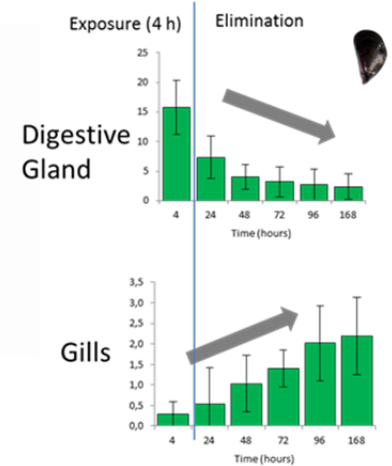 Exposure (4 h) Elimination
Digestive
Gland
25
20
15
10
5
0
4 24 48 72 96 168
Time (hours)
Gills
3,5
3,0
2,5
2,0
1,5
1,0
0,5
0,0
4 24 48 72 96 168
Time (hours)